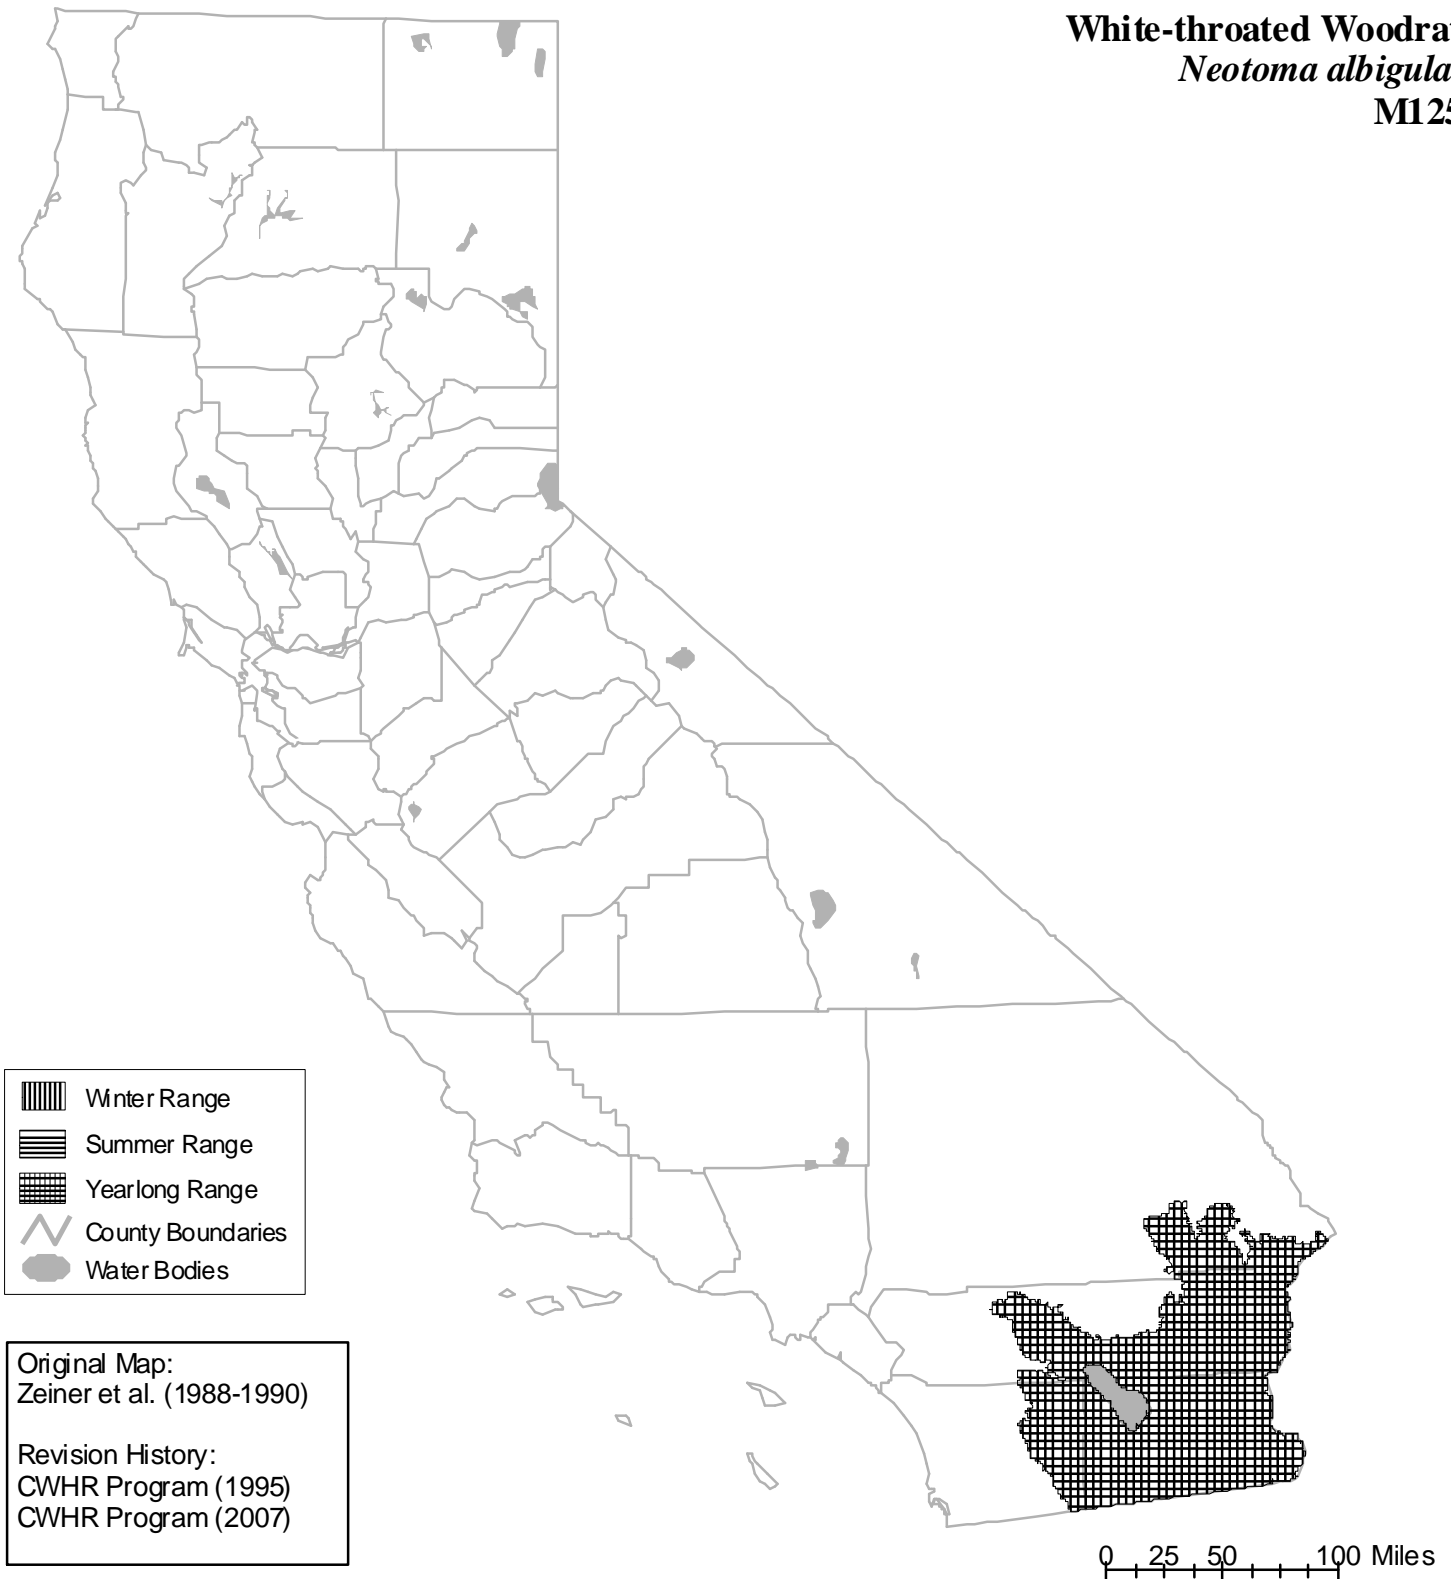 White-throated Woodrat
Neotoma albigula
M125
Winter Range
Summer Range
Yearlong Range
County Boundaries
Water Bodies
Original Map:
Zeiner et al. (1988-1990)
Revision History:
CWHR Program (1995)
CWHR Program (2007)
0 25 50 100 Miles